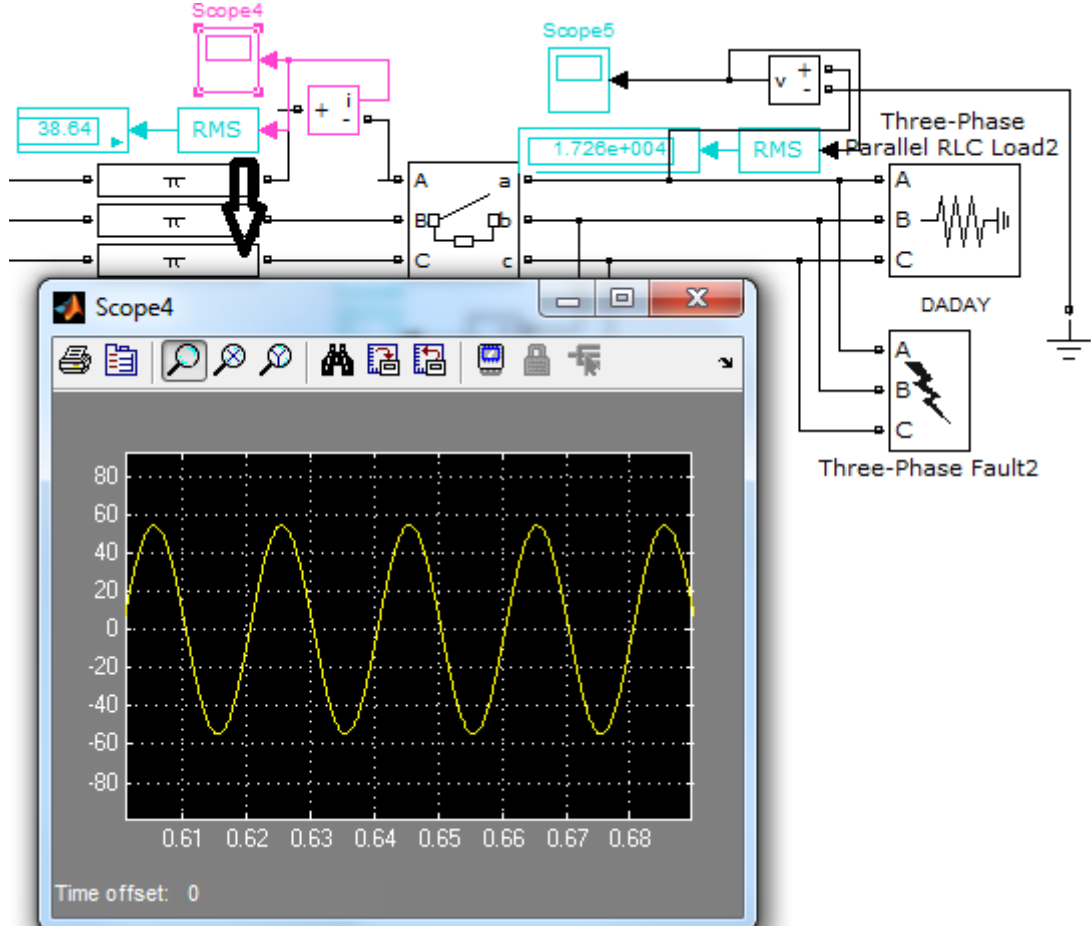 Scope4
Scope5
i
+
-
v
+
-
38.64
RMS
1.726e+004
RMS
Three-Phase
Parallel RLC Load2
π
A
a
A
π
B
b
B
π
C
c
C
DADAY
A
B
C
Three-Phase Fault2
Scope4
80
60
40
20
0
-20
-40
-60
-80
0.61 0.62 0.63 0.64 0.65 0.66 0.67 0.68
Time offset: 0